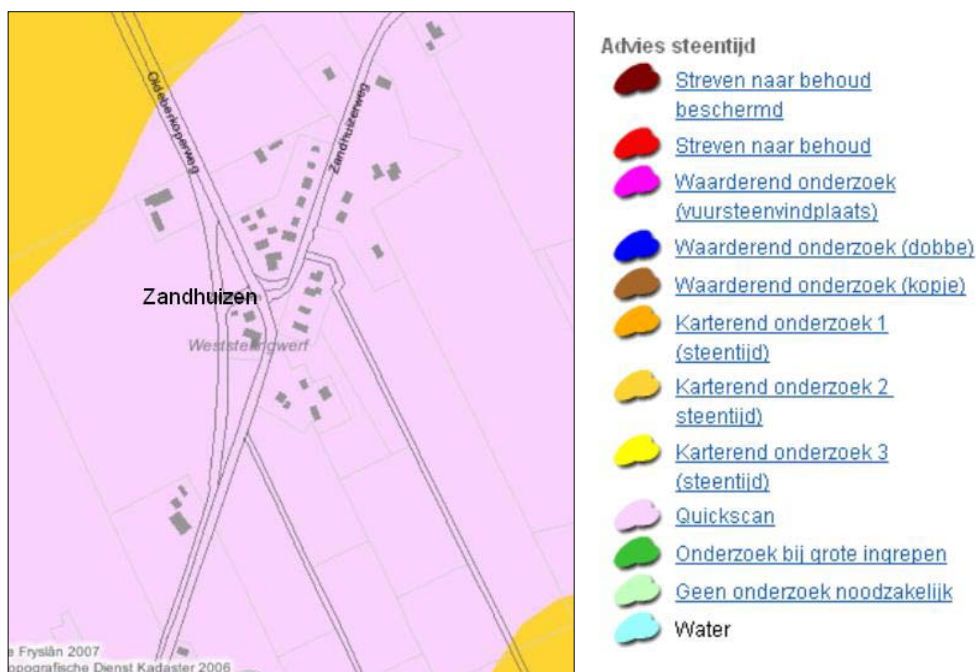 Oldeberkoperweg
Zandhuizerweg
Zandhuizen
Weststellingwerf
e Fryslân 2007
opografische Dienst Kadaster 2006
Advies steentijd
Streven naar behoud
beschermd
Streven naar behoud
Waarderend onderzoek
(vuursteenvindplaats)
Waarderend onderzoek (dobbe)
Waarderend onderzoek (kopje)
Karterend onderzoek 1
(steentijd)
Karterend onderzoek 2
steentijd)
Karterend onderzoek 3
(steentijd)
Quickscan
Onderzoek bij grote ingrepen
Geen onderzoek noodzakelijk
Water